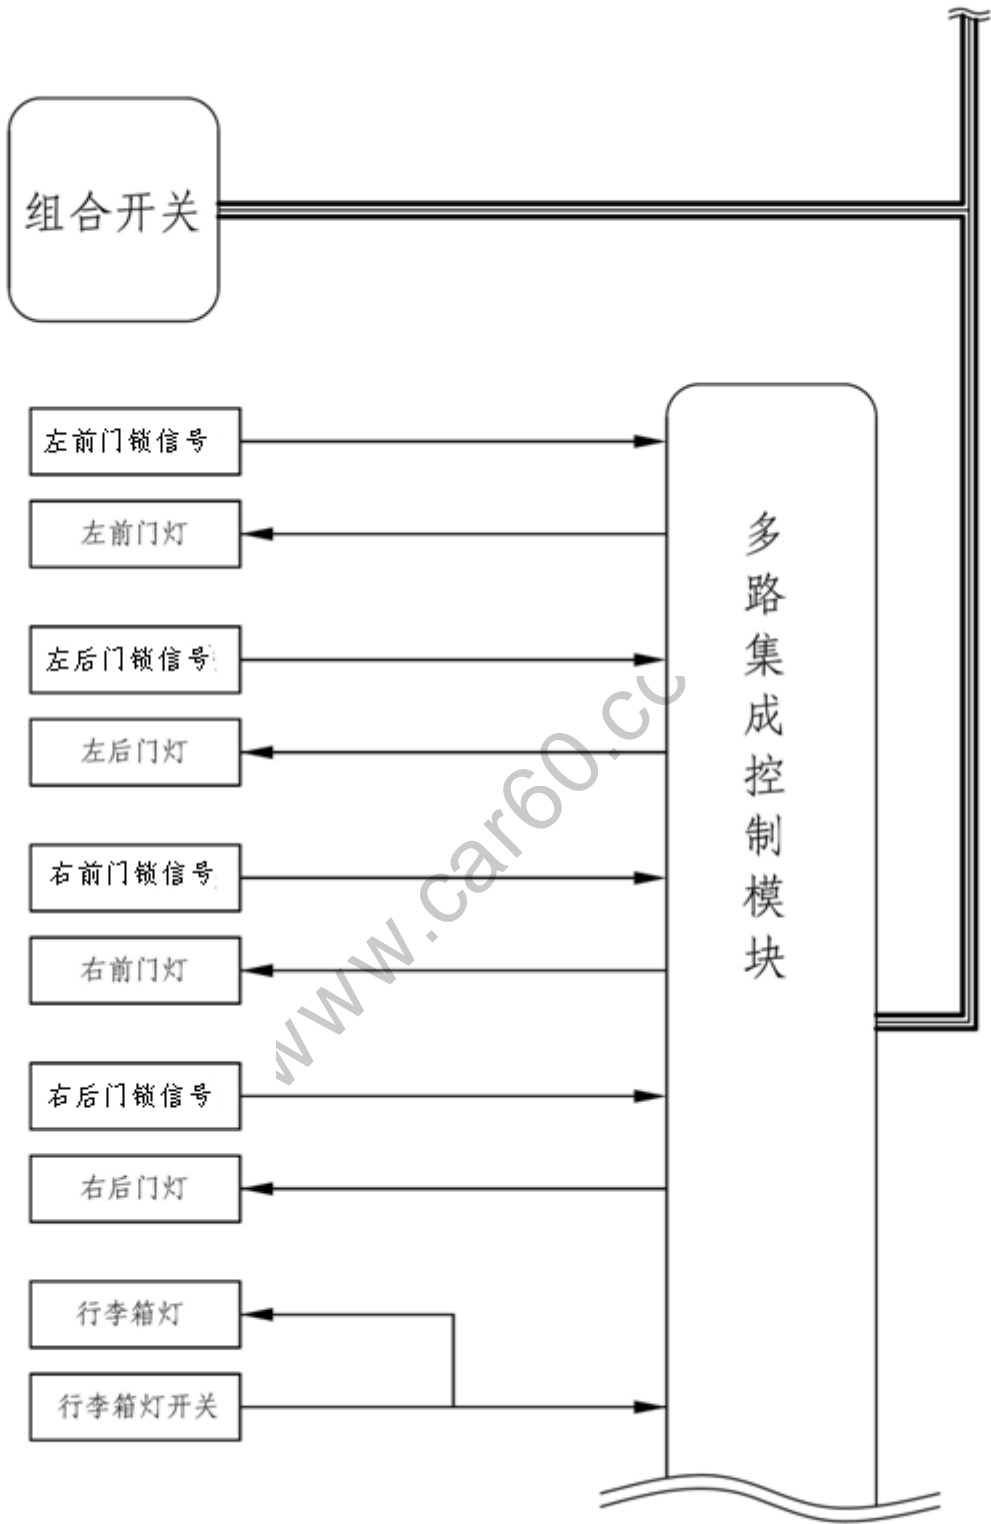 组合开关
左前门锁信号
左前门灯
左后门锁信号
左后门灯
右前门锁信号
右前门灯
右后门锁信号
右后门灯
行李箱灯
行李箱灯开关
多路集成控制模块
www.car60.co